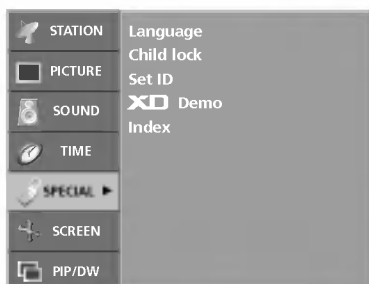 STATION
PICTURE
SOUND
TIME
SPECIAL ►
SCREEN
PIP/DW
Language
Child lock
Set ID
XD Demo
Index